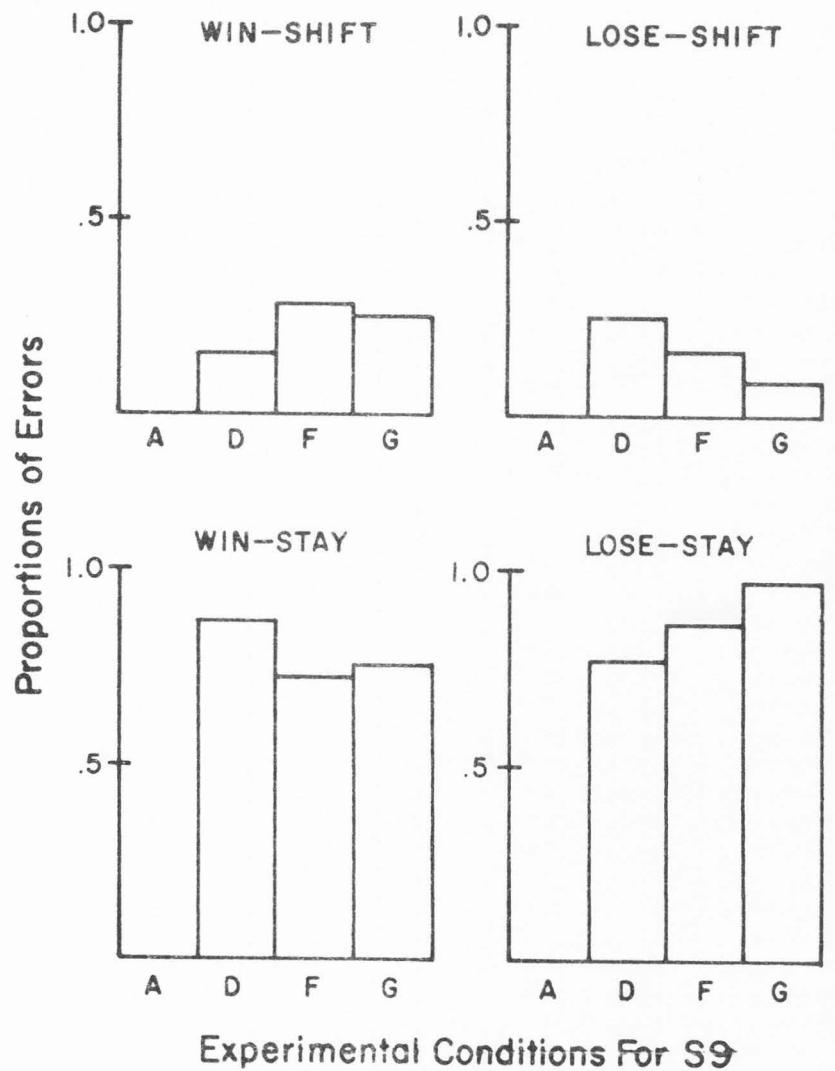 WIN-SHIFT
1.0
.5
A D F G
LOSE-SHIFT
1.0
.5
A D F G
Proportions of Errors
WIN-STAY
1.0
.5
A D F G
LOSE-STAY
1.0
.5
A D F G
Experimental Conditions For S9